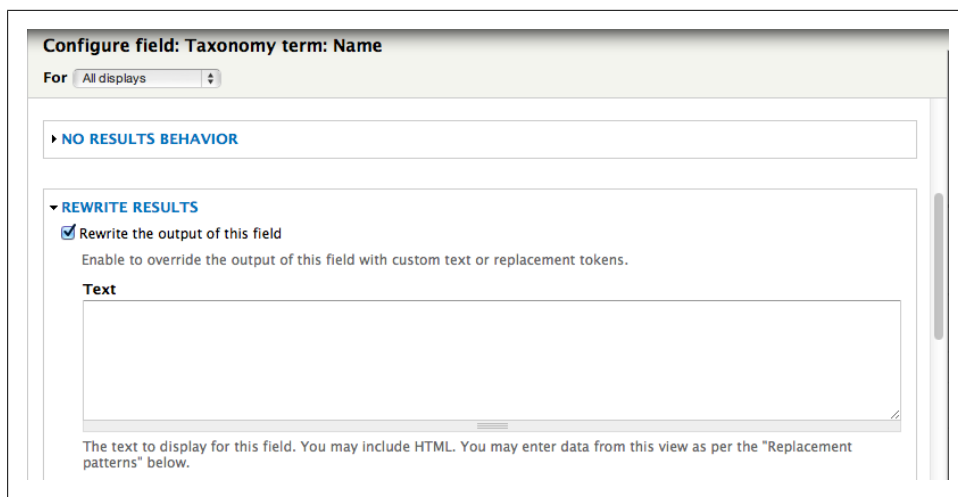 Configure field: Taxonomy term: Name
For All displays
NO RESULTS BEHAVIOR
REWRITE RESULTS
Rewrite the output of this field
Enable to override the output of this field with custom text or replacement tokens.
Text
The text to display for this field. You may include HTML. You may enter data from this view as per the "Replacement
patterns" below.